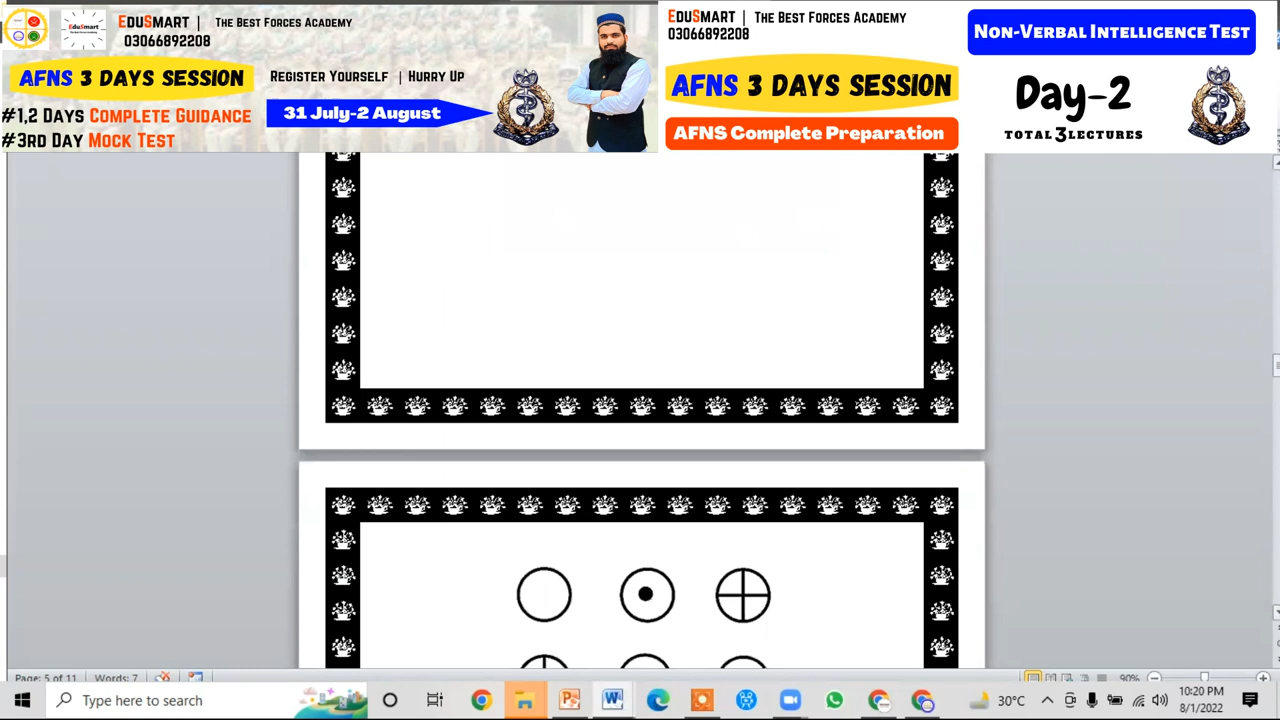 EduSmart | The Best Forces Academy
03066892208
AFNS 3 Days Session
Register Yourself | Hurry Up
31 July-2 August
#1,2 Days Complete Guidance
#3rd Day Mock Test
EduSmart
EduSmart | The Best Forces Academy
03066892208
AFNS 3 Days Session
AFNS Complete Preparation
Non-Verbal Intelligence Test
Day-2
Total 3 Lectures
Page: 5 of 11 Words: 7
90%
Type here to search
30°C
10:20 PM
8/1/2022